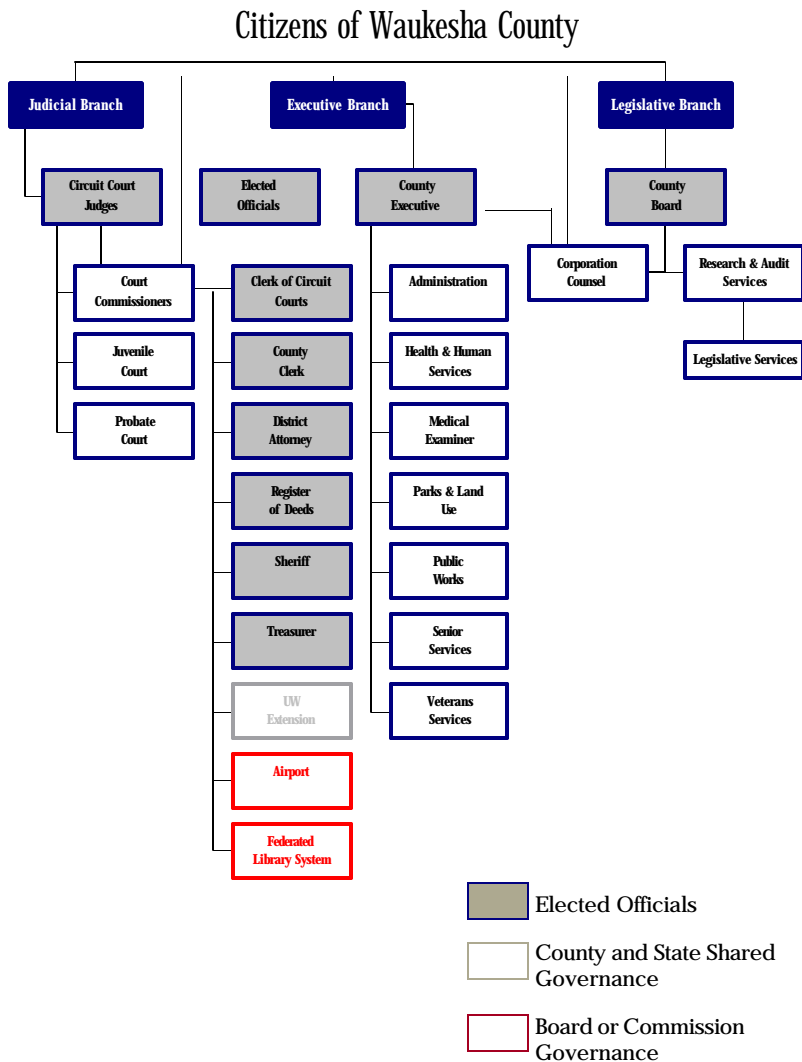 Citizens of Waukesha County
Judicial Branch
Executive Branch
Legislative Branch
Circuit Court
Judges
Elected
Officials
County
Executive
County
Board
Court
Commissioners
Clerk of Circuit
Courts
Administration
Corporation
Counsel
Research & Audit
Services
Juvenile
Court
County
Clerk
Health & Human
Services
Legislative Services
Probate
Court
District
Attorney
Medical
Examiner
Register
of Deeds
Parks & Land
Use
Sheriff
Public
Works
Treasurer
Senior
Services
UW
Extension
Veterans
Services
Airport
Federated
Library System
Elected Officials
County and State Shared
Governance
Board or Commission
Governance